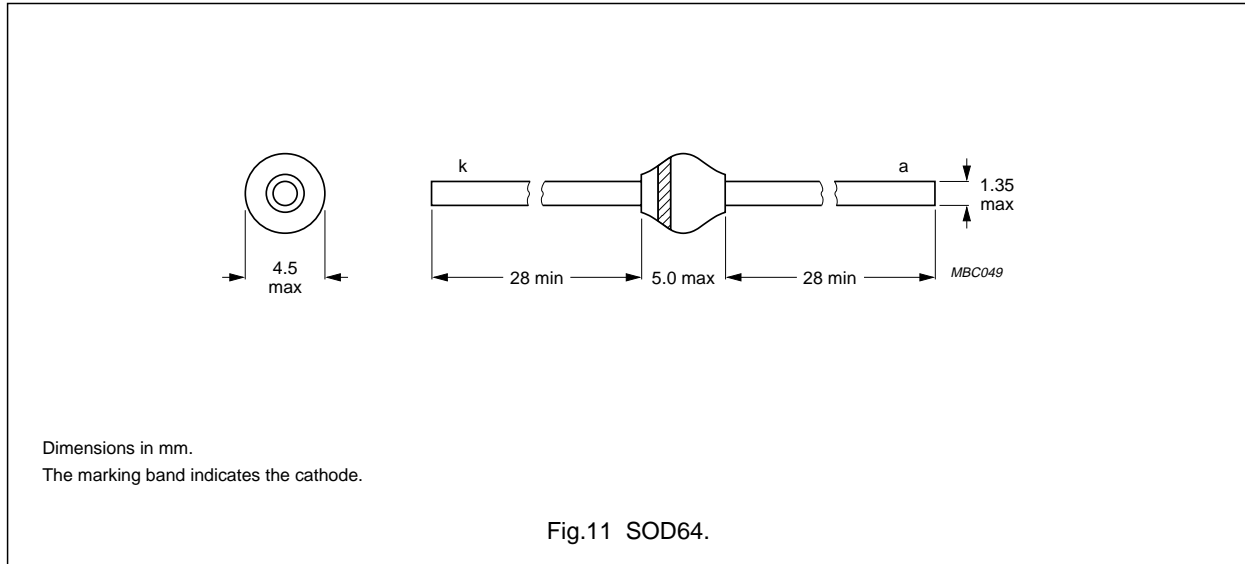 k
a
1.35
max
4.5
max
28 min
5.0 max
28 min
MBC049
Dimensions in mm.
The marking band indicates the cathode.
Fig.11 SOD64.